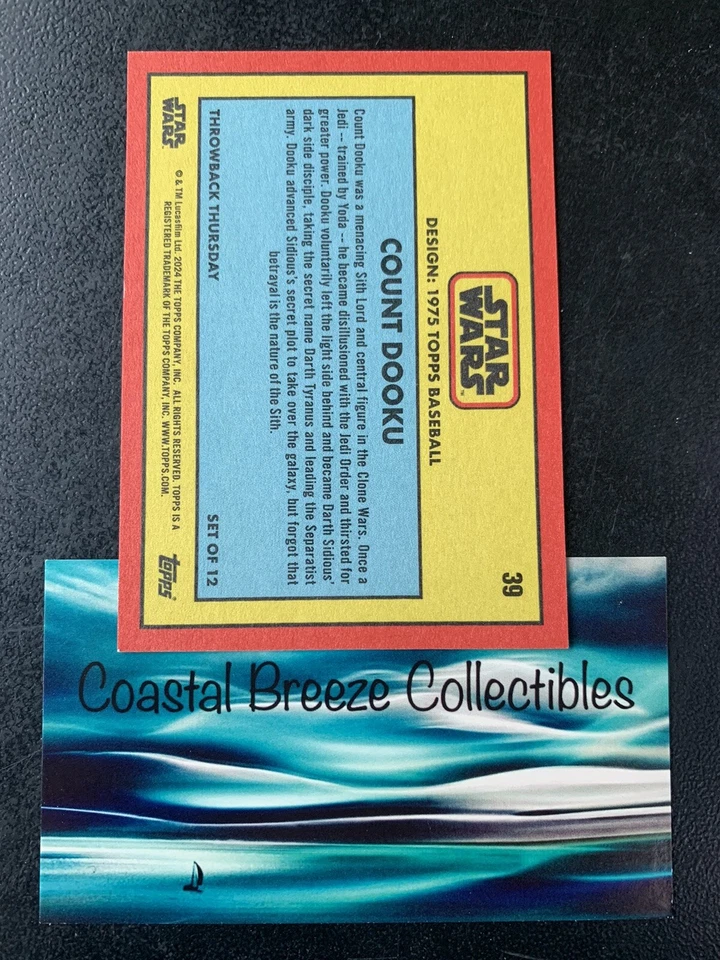 39
STAR
WARS
DESIGN: 1975 TOPPS BASEBALL
COUNT DOOKU
Count Dooku was a menacing Sith Lord and central figure in the Clone Wars. Once a
Jedi -- trained by Yoda -- he became disillusioned with the Jedi Order and thirsted for
greater power. Dooku voluntarily left the light side behind and became Darth Sidious'
dark side disciple, taking the secret name Darth Tyranus and leading the Separatist
army. Dooku advanced Sidious's secret plot to take over the galaxy, but forgot that
betrayal is the nature of the Sith.
THROWBACK THURSDAY
SET OF 12
STAR
WARS
© & TM Lucasfilm Ltd. 2024 THE TOPPS COMPANY, INC. ALL RIGHTS RESERVED. TOPPS IS A
REGISTERED TRADEMARK OF THE TOPPS COMPANY, INC. WWW.TOPPS.COM.
topps
Coastal Breeze Collectibles